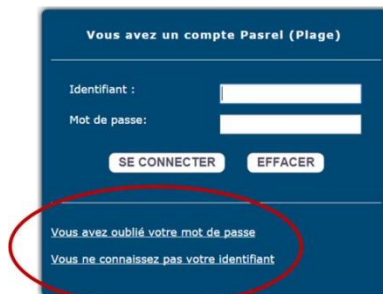 Vous avez un compte Pasrel (Plage)
Identifiant :
Mot de passe:
SE CONNECTER EFFACER
Vous avez oublié votre mot de passe
Vous ne connaissez pas votre identifiant